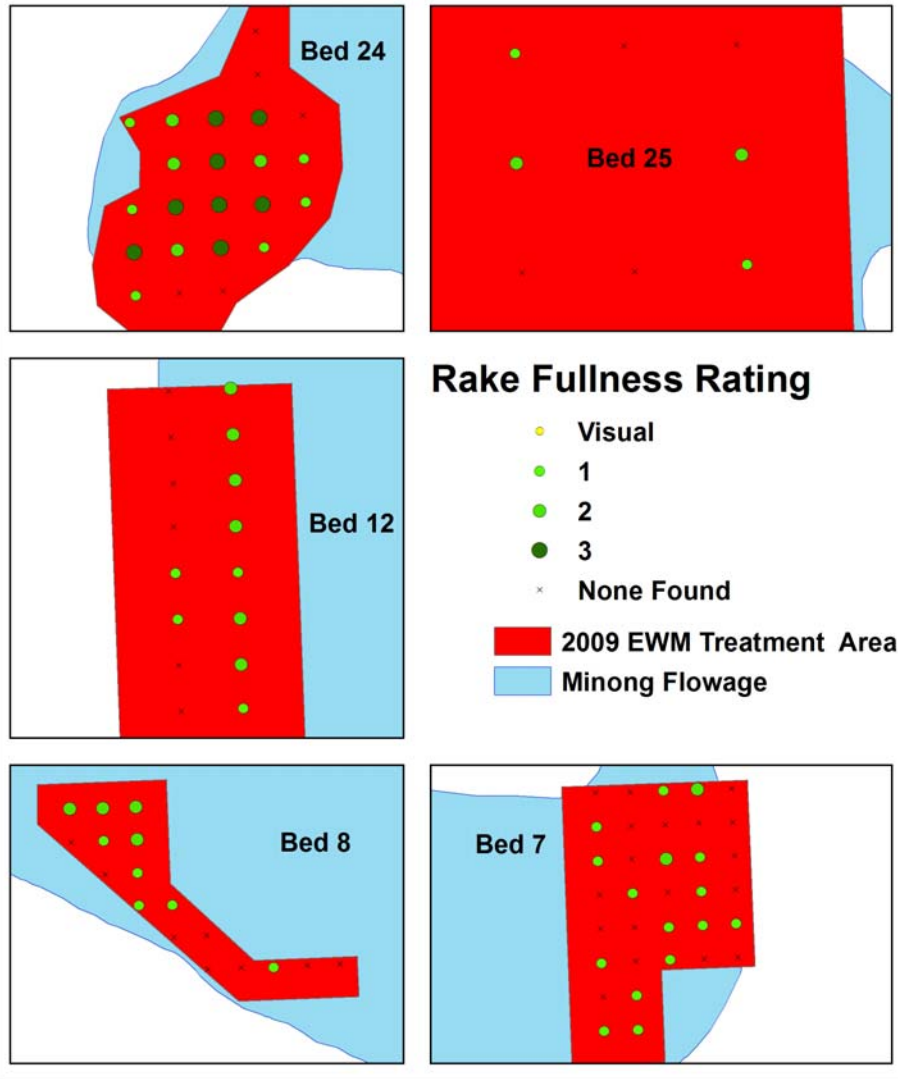 Bed 24
Bed 25
Rake Fullness Rating
Visual
1
2
3
None Found
2009 EWM Treatment Area
Minong Flowage
Bed 12
Bed 8
Bed 7